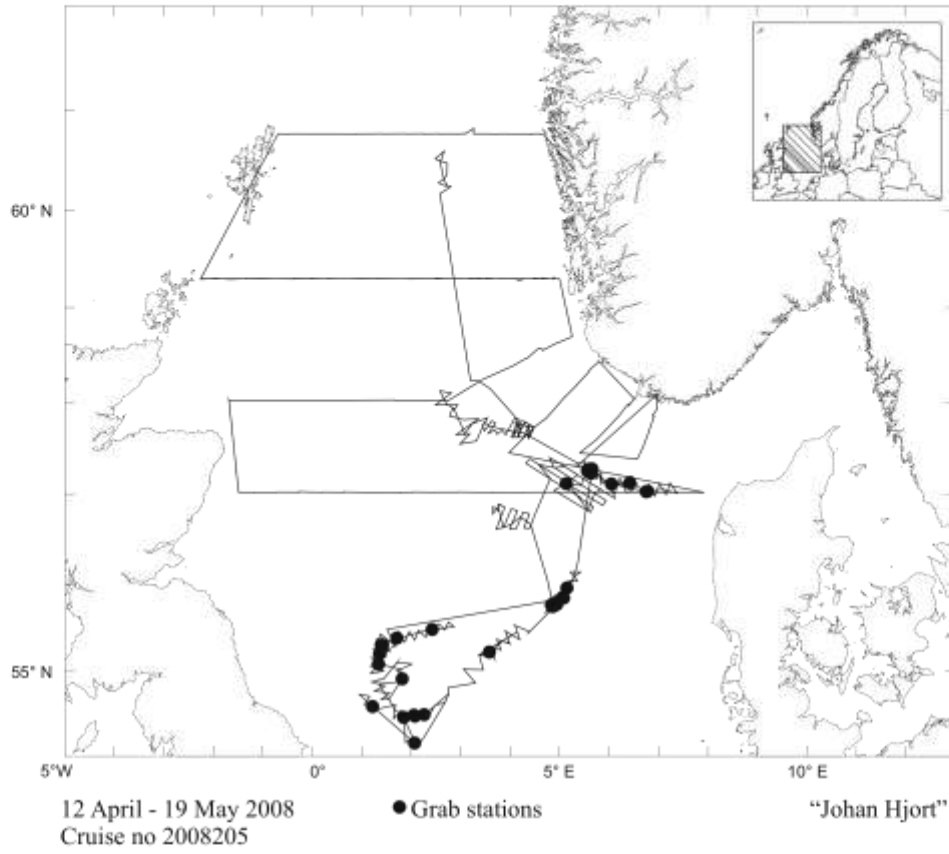 60° N
55° N
5°W
0°
5° E
10° E
12 April - 19 May 2008
Grab stations
"Johan Hjort"
Cruise no 2008205